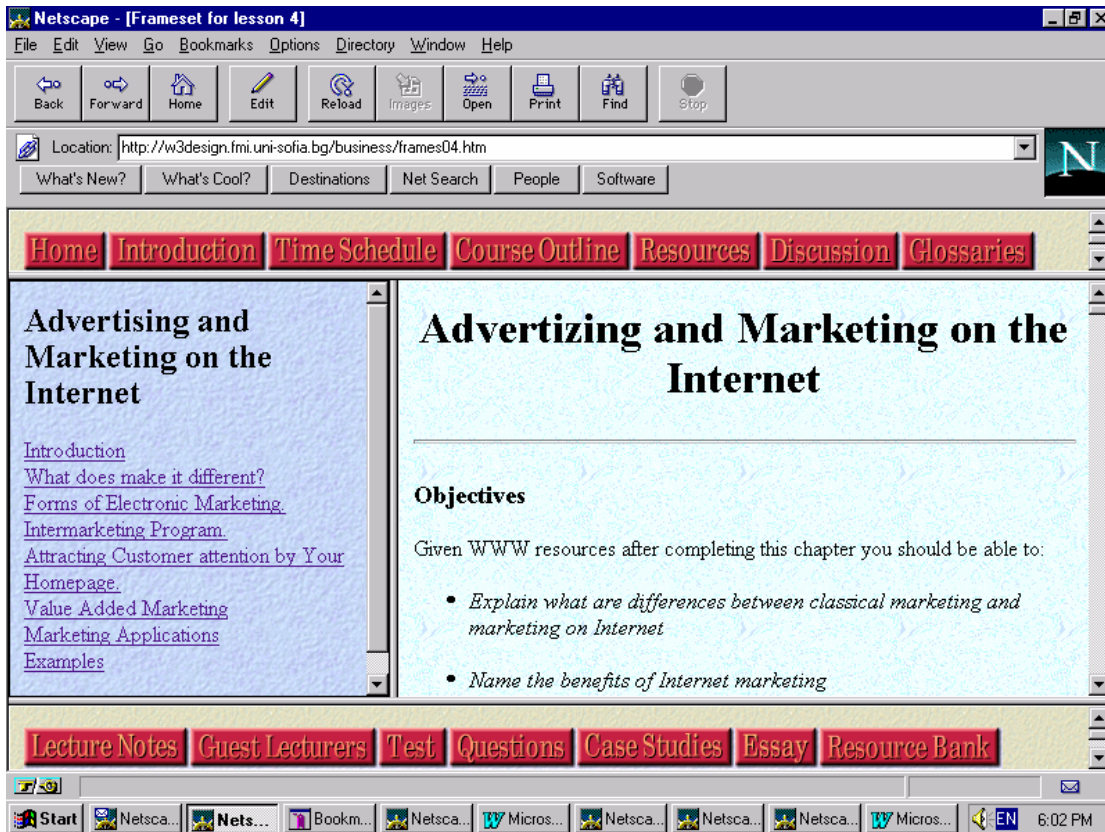 Netscape - [Frameset for lesson 4]
File Edit View Go Bookmarks Options Directory Window Help
Back Forward Home Edit Reload Images Open Print Find Stop
Location: http://w3design.fmi.uni-sofia.bg/business/frames04.htm
N
What's New? What's Cool? Destinations Net Search People Software
Home Introduction Time Schedule Course Outline Resources Discussion Glossaries
Advertising and
Marketing on the
Internet
Introduction
What does make it different?
Forms of Electronic Marketing.
Intermarketing Program.
Attracting Customer attention by Your
Homepage.
Value Added Marketing
Marketing Applications
Examples
Advertizing and Marketing on the
Internet
Objectives
Given WWW resources after completing this chapter you should be able to:
• Explain what are differences between classical marketing and
marketing on Internet
• Name the benefits of Internet marketing
Lecture Notes Guest Lecturers Test Questions Case Studies Essay Resource Bank
Start Netsca... Nets... Bookm... Netsca... Micros... Netsca... Netsca... Netsca... Micros... EN 6:02 PM